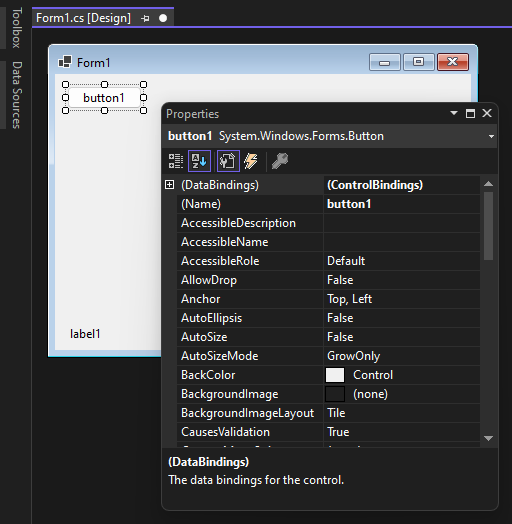 Toolbox
Data Sources
Form1.cs [Design]
Form1
button1
label1
Properties
button1 System.Windows.Forms.Button
(DataBindings) (ControlBindings)
(Name) button1
AccessibleDescription
AccessibleName
AccessibleRole Default
AllowDrop False
Anchor Top, Left
AutoEllipsis False
AutoSize False
AutoSizeMode GrowOnly
BackColor Control
BackgroundImage (none)
BackgroundImageLayout Tile
CausesValidation True
(DataBindings)
The data bindings for the control.